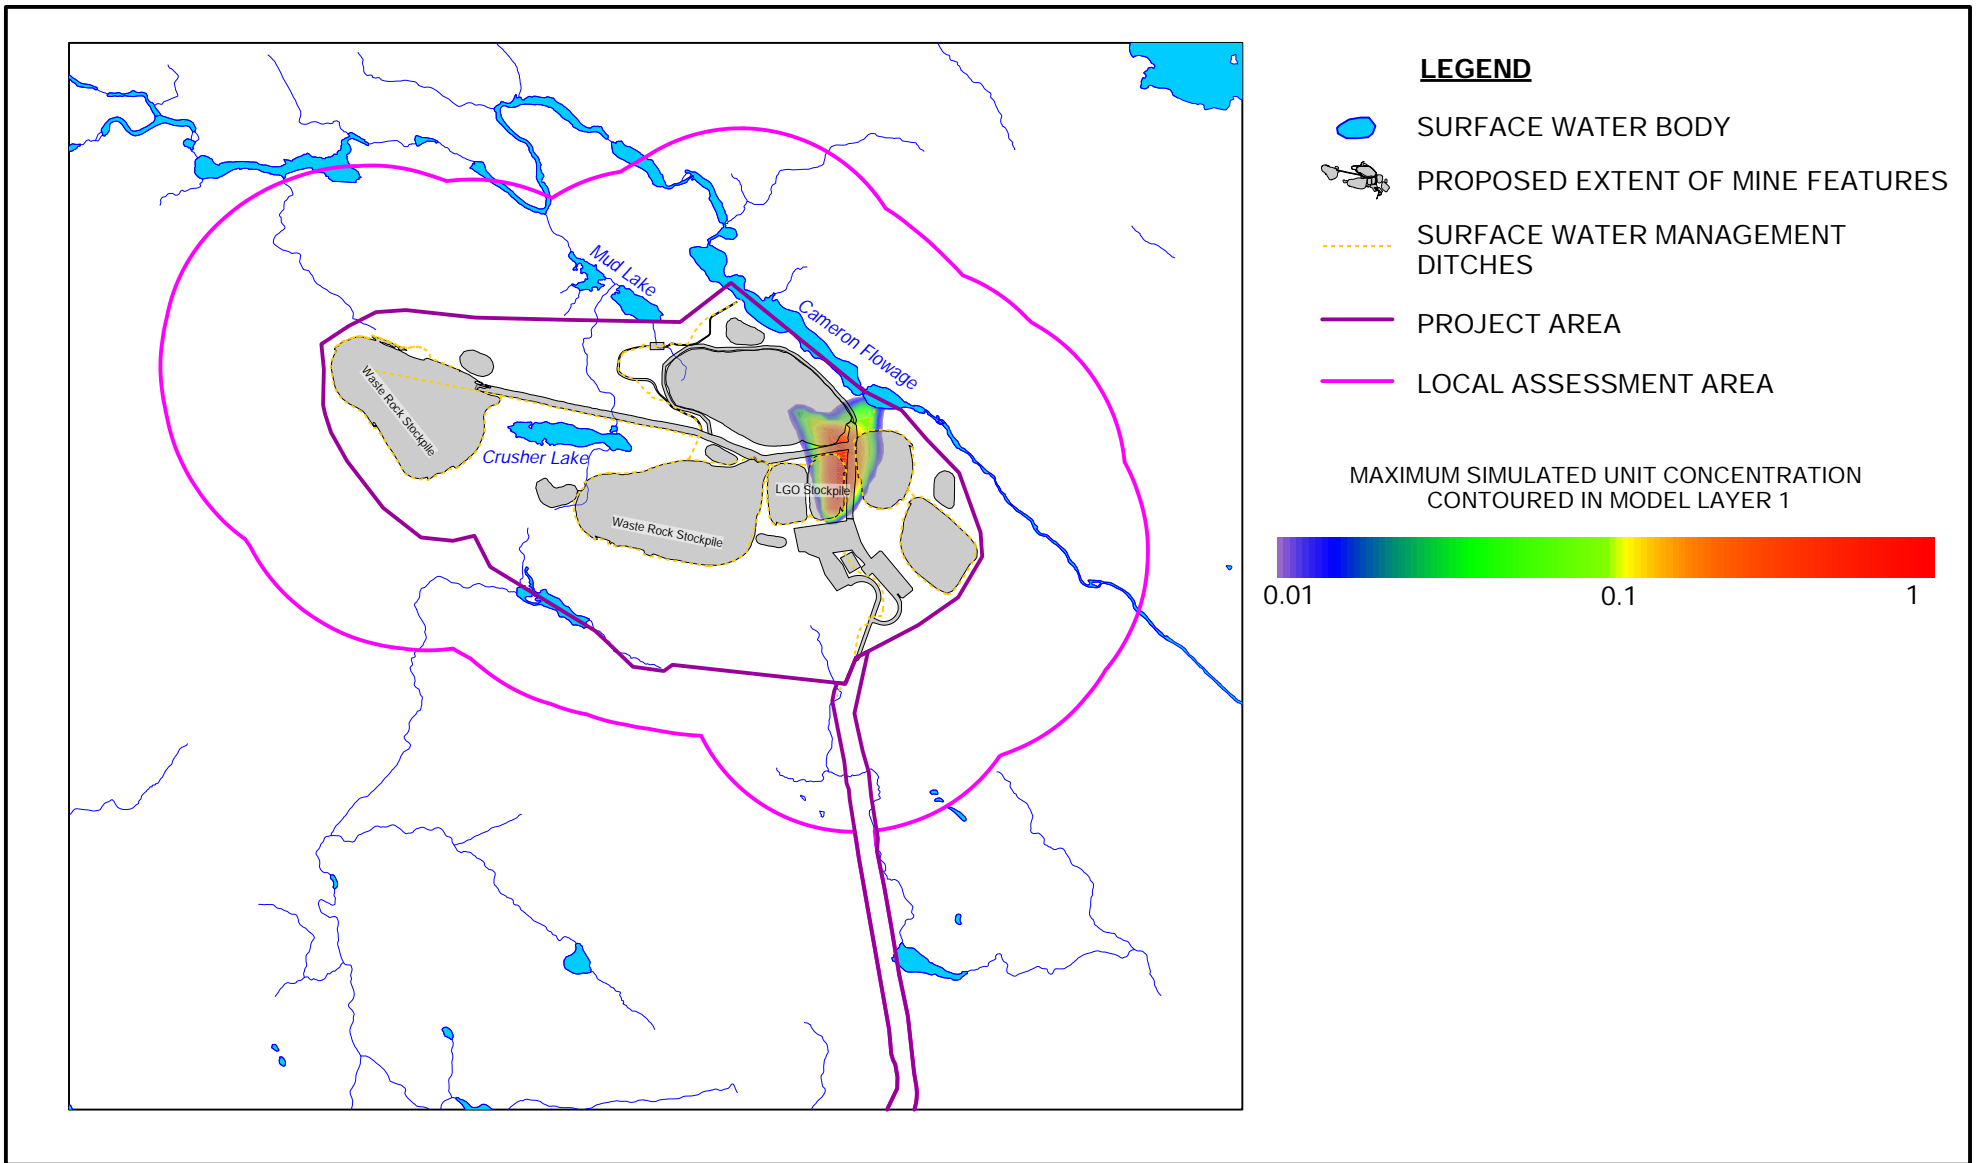 LEGEND
SURFACE WATER BODY
PROPOSED EXTENT OF MINE FEATURES
SURFACE WATER MANAGEMENT
DITCHES
PROJECT AREA
LOCAL ASSESSMENT AREA
MAXIMUM SIMULATED UNIT CONCENTRATION
CONTOURED IN MODEL LAYER 1
0.01
0.1
1
Mud Lake
Cameron Flowage
Waste Rock Stockpile
Crusher Lake
LGO Stockpile
Waste Rock Stockpile